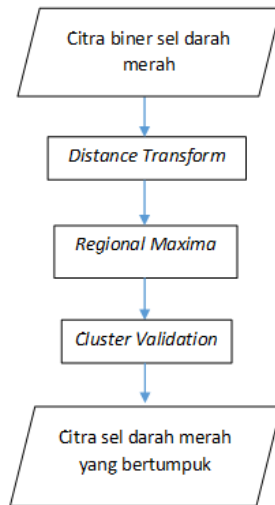 Citra biner sel darah
merah
Distance Transform
Regional Maxima
Cluster Validation
Citra sel darah merah
yang bertumpuk